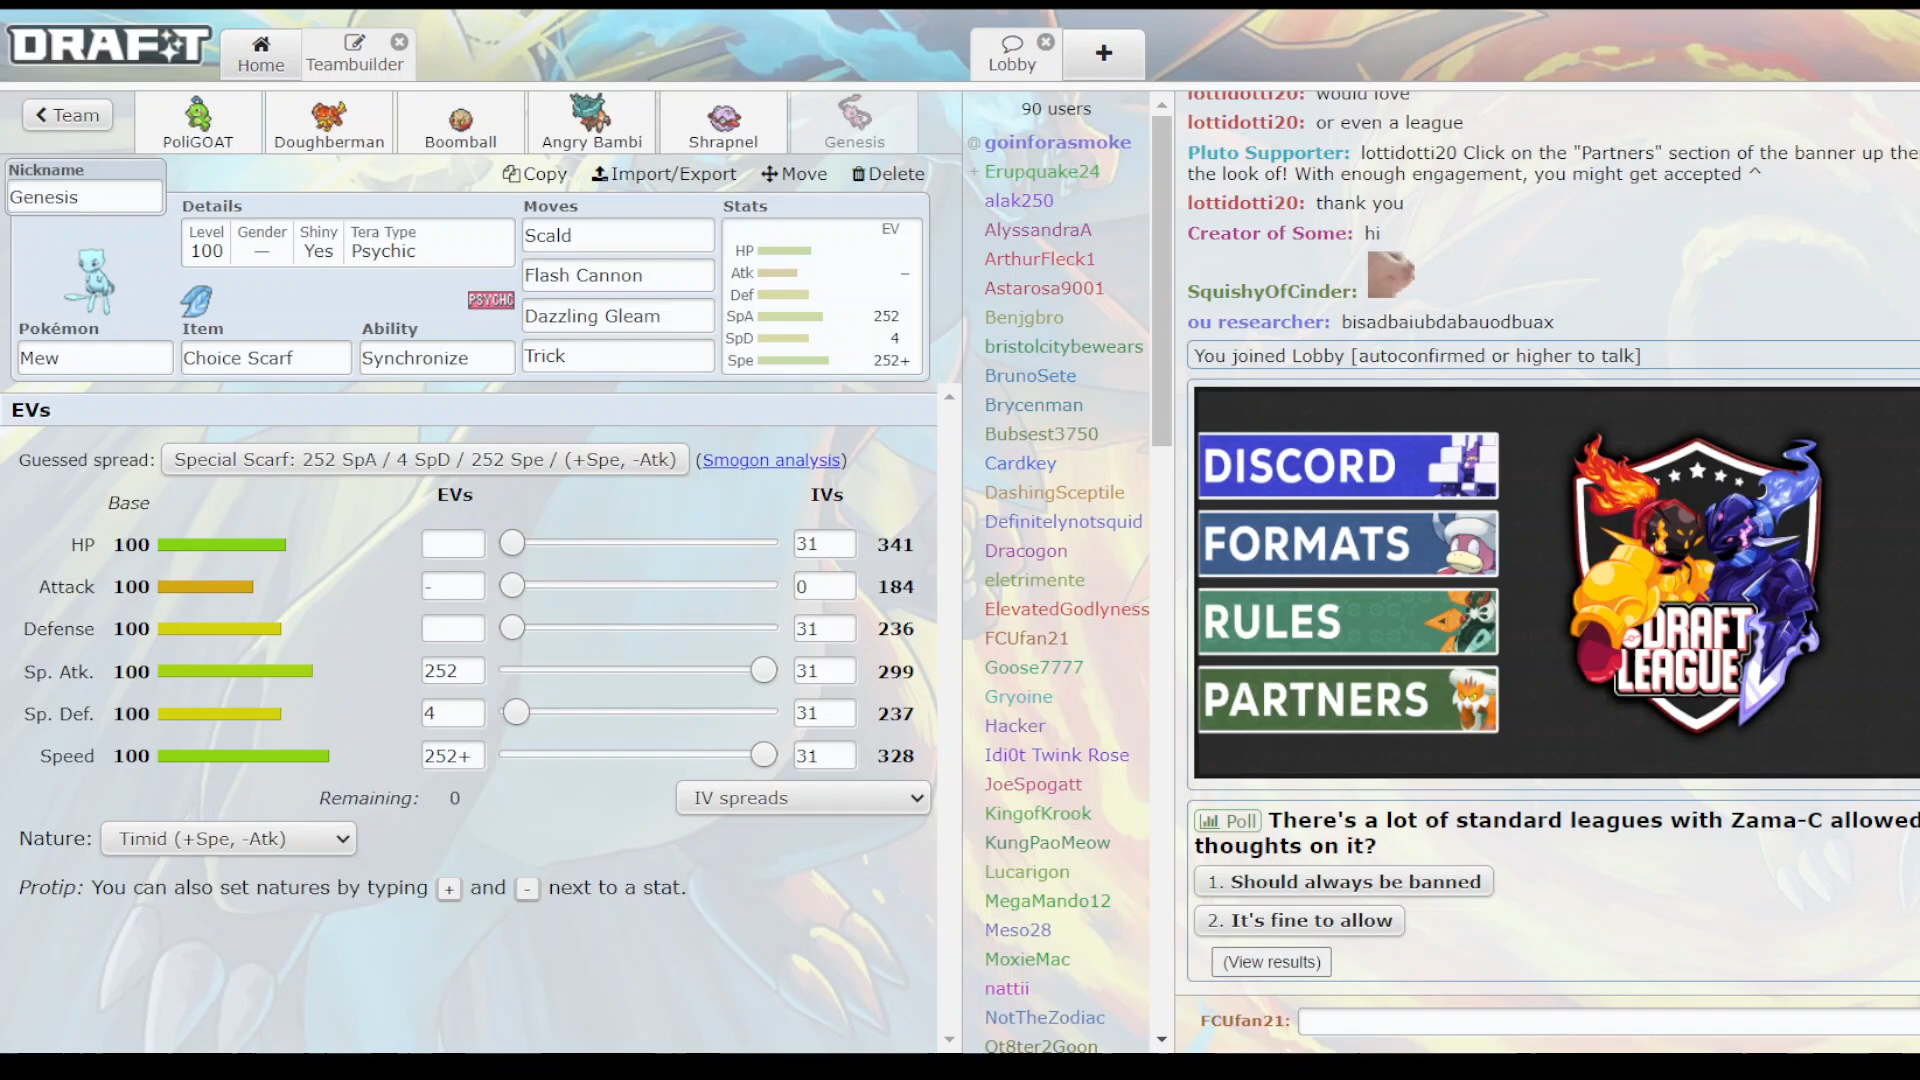 DRAFT
Home
Teambuilder
Lobby
+
Team
PoliGOAT
Doughberman
Boomball
Angry Bambi
Shrapnel
Genesis
Nickname
Genesis
Copy
Import/Export
Move
Delete
Details
Level
100
Gender
—
Shiny
Yes
Tera Type
Psychic
PSYCHC
Pokémon
Mew
Item
Choice Scarf
Ability
Synchronize
Moves
Scald
Flash Cannon
Dazzling Gleam
Trick
Stats
EV
HP
Atk –
Def
SpA 252
SpD 4
Spe 252+
EVs
Guessed spread: Special Scarf: 252 SpA / 4 SpD / 252 Spe / (+Spe, -Atk) (Smogon analysis)
Base EVs IVs
HP 100 31 341
Attack 100 - 0 184
Defense 100 31 236
Sp. Atk. 100 252 31 299
Sp. Def. 100 4 31 237
Speed 100 252+ 31 328
Remaining: 0
IV spreads
Nature: Timid (+Spe, -Atk)
Protip: You can also set natures by typing + and - next to a stat.
90 users
@goinforasmoke
+Erupquake24
alak250
AlyssandraA
ArthurFleck1
Astarosa9001
Benjgbro
bristolcitybewears
BrunoSete
Brycenman
Bubsest3750
Cardkey
DashingSceptile
Definitelynotsquid
Dracogon
eletrimente
ElevatedGodlyness
FCUfan21
Goose7777
Gryoine
Hacker
Idi0t Twink Rose
JoeSpogatt
KingofKrook
KungPaoMeow
Lucarigon
MegaMando12
Meso28
MoxieMac
nattii
NotTheZodiac
Qt8ter2Goon
lottidotti20: would love
lottidotti20: or even a league
Pluto Supporter: lottidotti20 Click on the "Partners" section of the banner up the
the look of! With enough engagement, you might get accepted ^
lottidotti20: thank you
Creator of Some: hi
SquishyOfCinder:
ou researcher: bisadbaiubdabauodbuax
You joined Lobby [autoconfirmed or higher to talk]
DISCORD
FORMATS
RULES
PARTNERS
DRAFT
LEAGUE
Poll There's a lot of standard leagues with Zama-C allowed
thoughts on it?
1. Should always be banned
2. It's fine to allow
(View results)
FCUfan21: